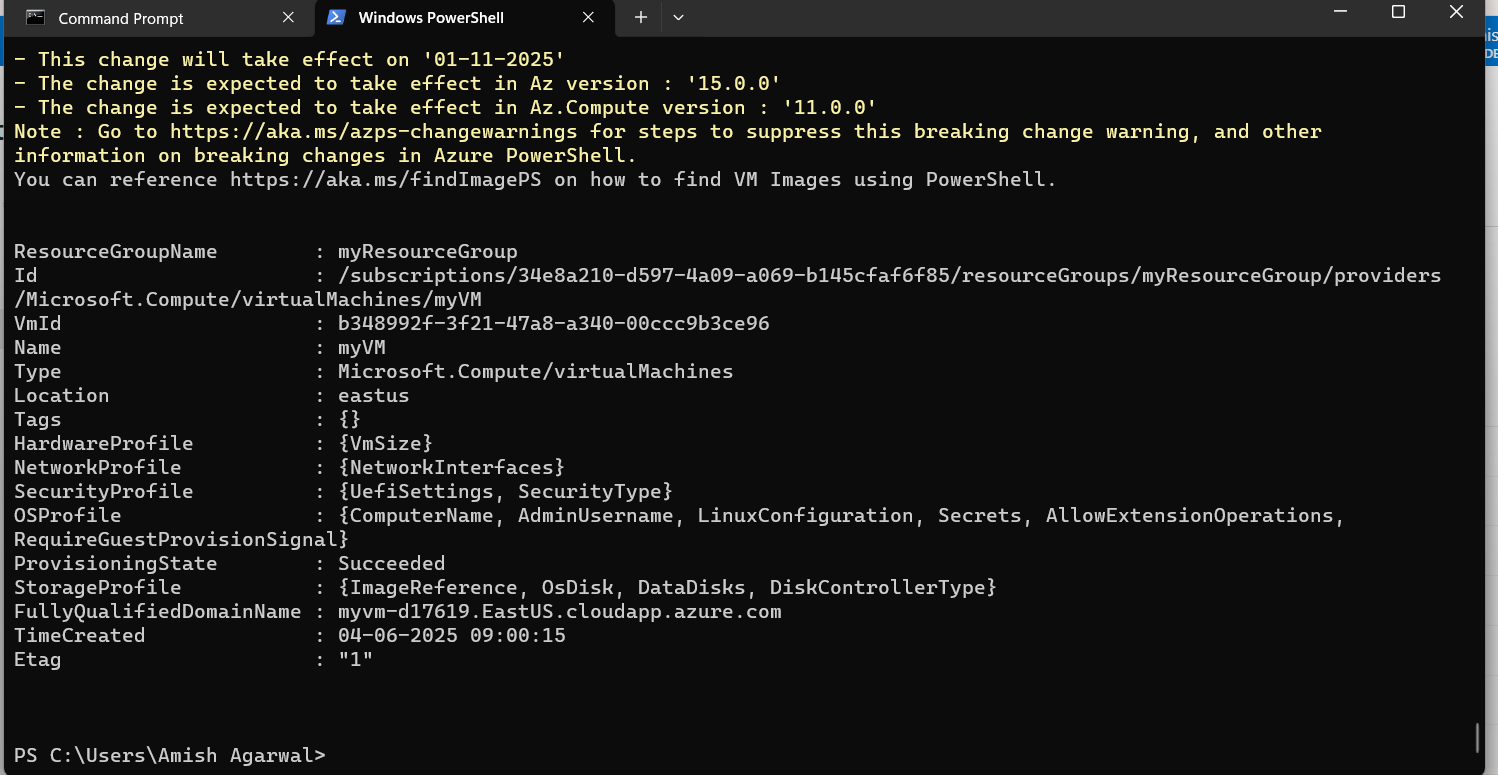 Command Prompt
Windows PowerShell
- This change will take effect on '01-11-2025'
- The change is expected to take effect in Az version : '15.0.0'
- The change is expected to take effect in Az.Compute version : '11.0.0'
Note : Go to https://aka.ms/azps-changewarnings for steps to suppress this breaking change warning, and other
information on breaking changes in Azure PowerShell.
You can reference https://aka.ms/findImagePS on how to find VM Images using PowerShell.
ResourceGroupName        : myResourceGroup
Id                       : /subscriptions/34e8a210-d597-4a09-a069-b145cfaf6f85/resourceGroups/myResourceGroup/providers
/Microsoft.Compute/virtualMachines/myVM
VmId                     : b348992f-3f21-47a8-a340-00ccc9b3ce96
Name                     : myVM
Type                     : Microsoft.Compute/virtualMachines
Location                 : eastus
Tags                     : {}
HardwareProfile          : {VmSize}
NetworkProfile           : {NetworkInterfaces}
SecurityProfile          : {UefiSettings, SecurityType}
OSProfile                : {ComputerName, AdminUsername, LinuxConfiguration, Secrets, AllowExtensionOperations,
RequireGuestProvisionSignal}
ProvisioningState        : Succeeded
StorageProfile           : {ImageReference, OsDisk, DataDisks, DiskControllerType}
FullyQualifiedDomainName : myvm-d17619.EastUS.cloudapp.azure.com
TimeCreated              : 04-06-2025 09:00:15
Etag                     : "1"
PS C:\Users\Amish Agarwal>